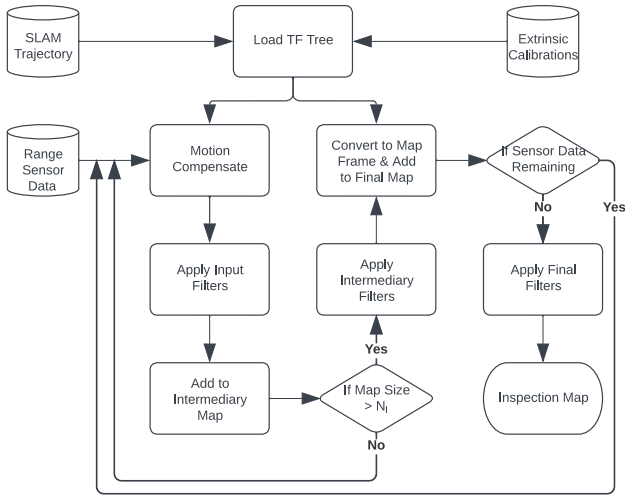 SLAM
Trajectory
Load TF Tree
Extrinsic
Calibrations
Range
Sensor
Data
Motion
Compensate
Convert to Map
Frame & Add
to Final Map
If Sensor Data
Remaining
No
Yes
Apply Input
Filters
Apply
Intermediary
Filters
Apply Final
Filters
Yes
Add to
Intermediary
Map
If Map Size
> NI
No
Inspection Map